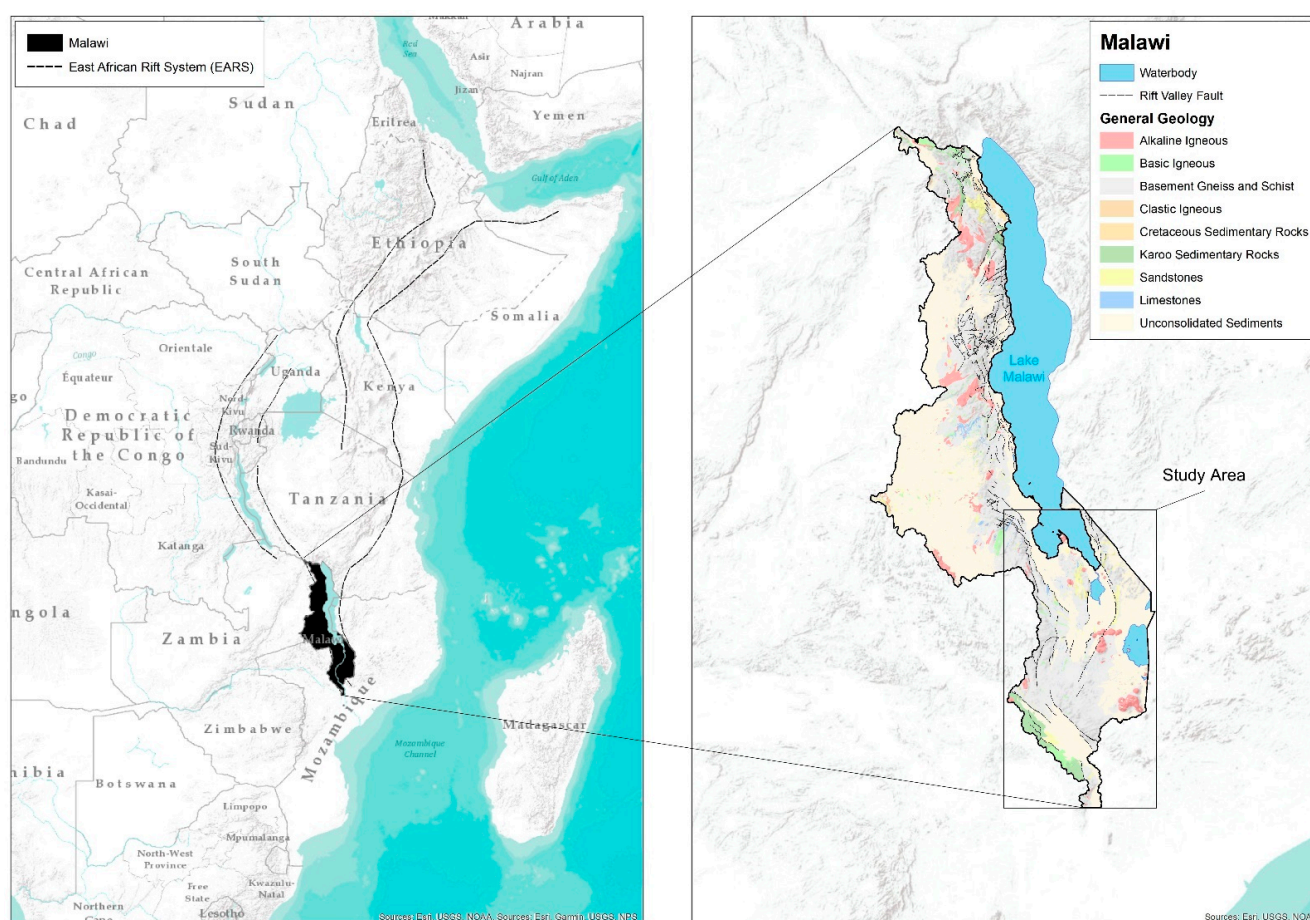 Malawi
East African Rift System (EARS)
Arabia
Red
Sea
Asir
Najran
Jizan
Sudan
Chad
Eritrea
Yemen
Gulf of Aden
Ethiopia
South
Sudan
Central African
Republic
Somalia
Orientale
Congo
Équateur
Uganda
Kenya
go
Democratic
Republic of
the Congo
Nord-
Kivu
Rwanda
Sud-
Kivu
Bandundu
Kasai-
Occidental
Tanzania
Katanga
ngola
Zambia
Malawi
Mozambique
Zimbabwe
Madagascar
Mozambique
Channel
nibia
Botswana
Limpopo
Mpumalanga
North-West
Province
Free
State
Kwazulu-
Natal
Northern
Lesotho
Sources: Esri, USGS, NOAA, Sources: Esri, Garmin, USGS, NPS
Malawi
Waterbody
Rift Valley Fault
General Geology
Alkaline Igneous
Basic Igneous
Basement Gneiss and Schist
Clastic Igneous
Cretaceous Sedimentary Rocks
Karoo Sedimentary Rocks
Sandstones
Limestones
Unconsolidated Sediments
Lake
Malawi
Study Area
Sources: Esri, USGS, NOA